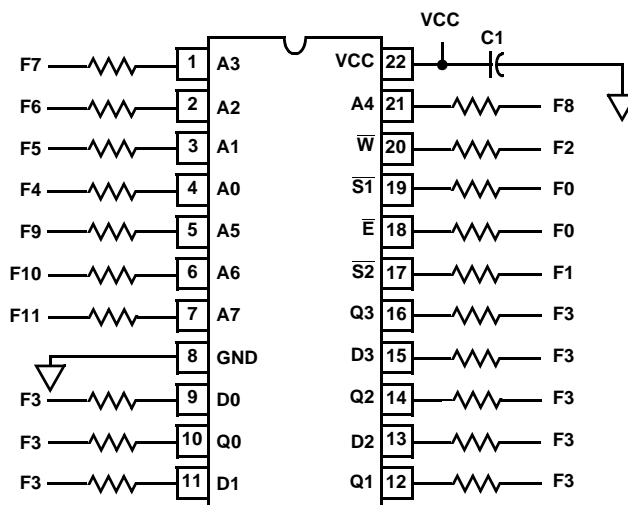 VCC C1
F7 1 A3 VCC 22
F6 2 A2 A4 21 F8
F5 3 A1 W̅ 20 F2
F4 4 A0 S̅1̅ 19 F0
F9 5 A5 E̅ 18 F0
F10 6 A6 S̅2̅ 17 F1
F11 7 A7 Q3 16 F3
8 GND D3 15 F3
F3 9 D0 Q2 14 F3
F3 10 Q0 D2 13 F3
F3 11 D1 Q1 12 F3